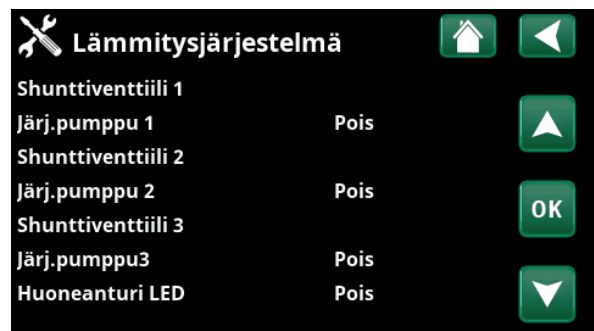 Lämmitysjärjestelmä
Shunttiventtiili 1
Järj.pumppu 1 Pois
Shunttiventtiili 2
Järj.pumppu 2 Pois
OK
Shunttiventtiili 3
Järj.pumppu3 Pois
Huoneanturi LED Pois